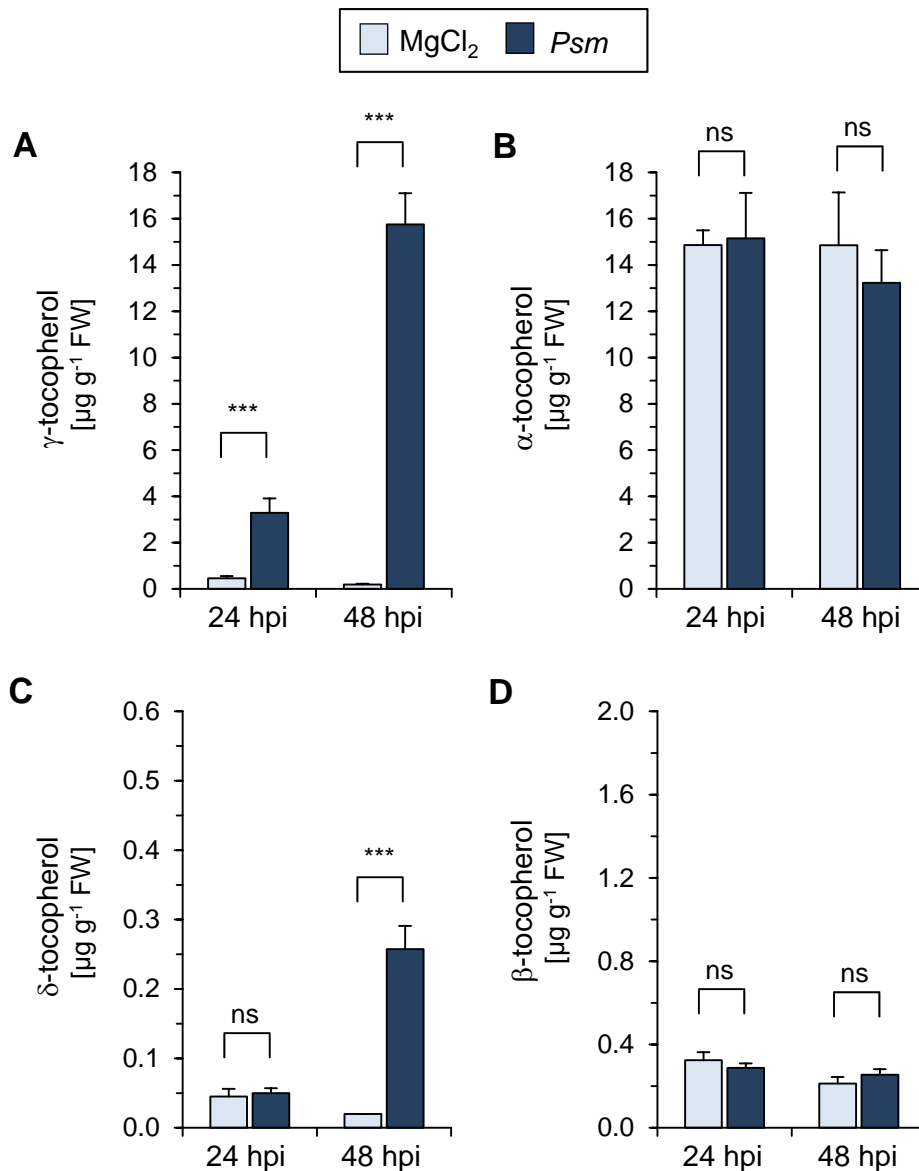 MgCl₂ Psm
A
***
***
γ-tocopherol
[µg g⁻¹ FW]
18
16
14
12
10
8
6
4
2
0
24 hpi 48 hpi
B
ns
ns
α-tocopherol
[µg g⁻¹ FW]
18
16
14
12
10
8
6
4
2
0
24 hpi 48 hpi
C
ns
***
δ-tocopherol
[µg g⁻¹ FW]
0.6
0.5
0.4
0.3
0.2
0.1
0.0
24 hpi 48 hpi
D
ns
ns
β-tocopherol
[µg g⁻¹ FW]
2.0
1.6
1.2
0.8
0.4
0.0
24 hpi 48 hpi